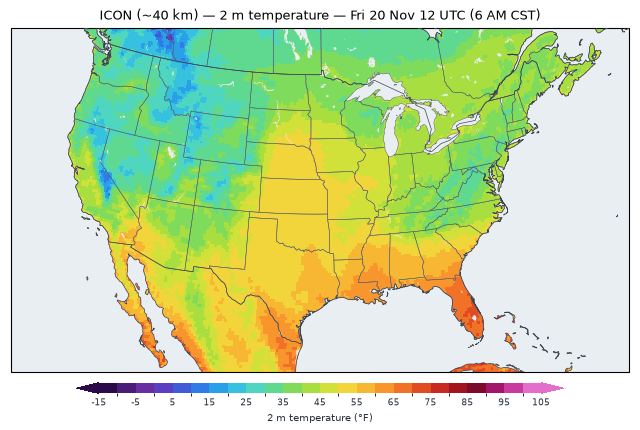 ICON (~40 km) — 2 m temperature — Fri 20 Nov 12 UTC (6 AM CST)
-15 -5 5 15 25 35 45 55 65 75 85 95 105
2 m temperature (°F)